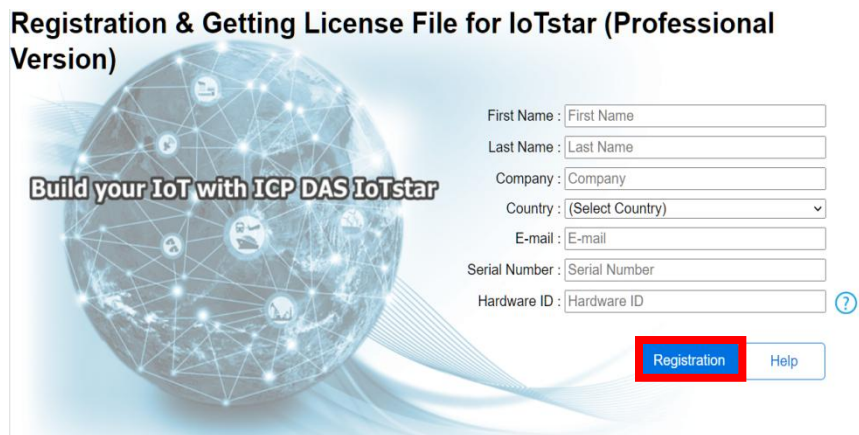 Registration & Getting License File for IoTstar (Professional
Version)
Build your IoT with ICP DAS IoTstar
First Name : First Name
Last Name : Last Name
Company : Company
Country : (Select Country)
E-mail : E-mail
Serial Number : Serial Number
Hardware ID : Hardware ID ?
Registration Help